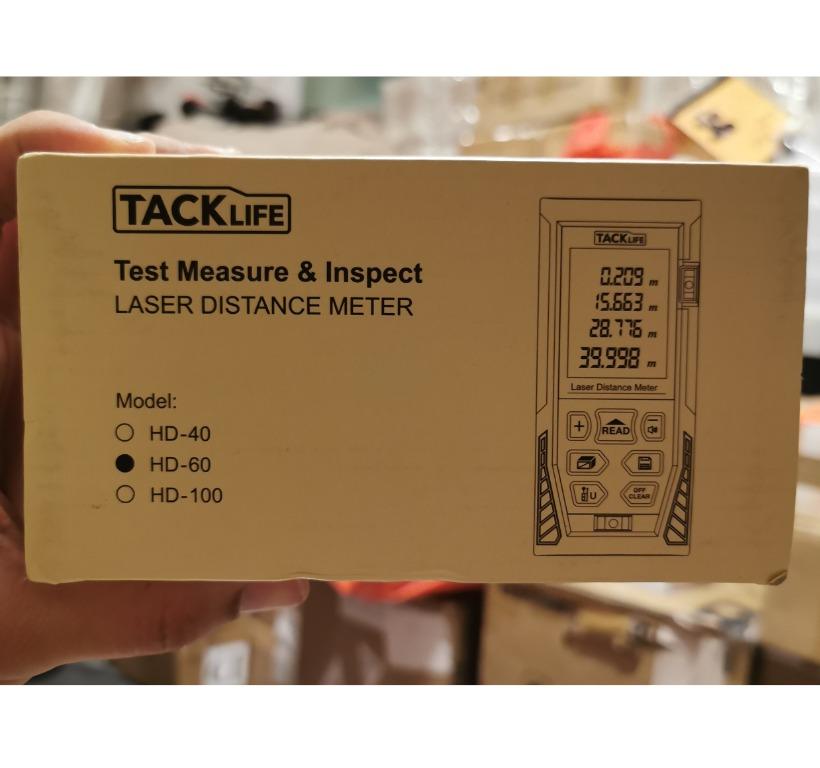 TACKLIFE
Test Measure & Inspect
LASER DISTANCE METER
Model:
HD-40
HD-60
HD-100
TACKLIFE
0.209 m
15.663 m
28.776 m
39.998 m
Laser Distance Meter
+
READ
U
OFF
CLEAR